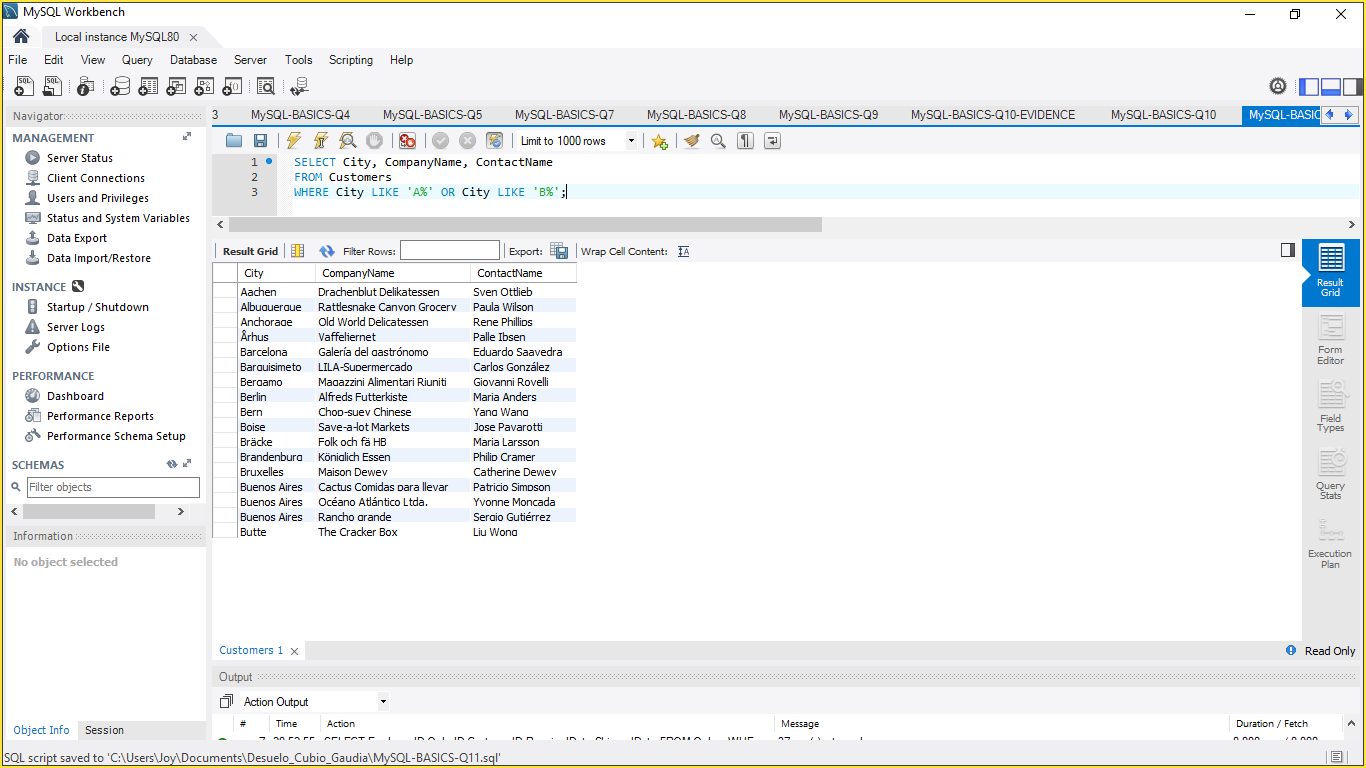 MySQL Workbench
Local instance MySQL80
File Edit View Query Database Server Tools Scripting Help
Navigator
MANAGEMENT
Server Status
Client Connections
Users and Privileges
Status and System Variables
Data Export
Data Import/Restore
INSTANCE
Startup / Shutdown
Server Logs
Options File
PERFORMANCE
Dashboard
Performance Reports
Performance Schema Setup
SCHEMAS
Filter objects
Information
No object selected
Object Info Session
3 MySQL-BASICS-Q4 MySQL-BASICS-Q5 MySQL-BASICS-Q7 MySQL-BASICS-Q8 MySQL-BASICS-Q9 MySQL-BASICS-Q10-EVIDENCE MySQL-BASICS-Q10 MySQL-BASIC
Limit to 1000 rows
1 SELECT City, CompanyName, ContactName
2 FROM Customers
3 WHERE City LIKE 'A%' OR City LIKE 'B%';
Result Grid Filter Rows: Export: Wrap Cell Content:
City CompanyName ContactName
Aachen Drachenblut Delikatessen Sven Ottlieb
Albuquerque Rattlesnake Canyon Grocery Paula Wilson
Anchorage Old World Delicatessen Rene Phillips
Århus Vaffeljernet Palle Ibsen
Barcelona Galería del gastrónomo Eduardo Saavedra
Barquisimeto LILA-Supermercado Carlos González
Bergamo Magazzini Alimentari Riuniti Giovanni Rovelli
Berlin Alfreds Futterkiste Maria Anders
Bern Chop-suey Chinese Yang Wang
Boise Save-a-lot Markets Jose Pavarotti
Bräcke Folk och fä HB Maria Larsson
Brandenburg Königlich Essen Philip Cramer
Bruxelles Maison Dewey Catherine Dewey
Buenos Aires Cactus Comidas para llevar Patricio Simpson
Buenos Aires Océano Atlántico Ltda. Yvonne Moncada
Buenos Aires Rancho grande Sergio Gutiérrez
Butte The Cracker Box Liu Wong
Result
Grid
Form
Editor
Field
Types
Query
Stats
Execution
Plan
Customers 1
Read Only
Output
Action Output
# Time Action Message Duration / Fetch
SQL script saved to 'C:\Users\Joy\Documents\Desuelo_Cubio_Gaudia\MySQL-BASICS-Q11.sql'